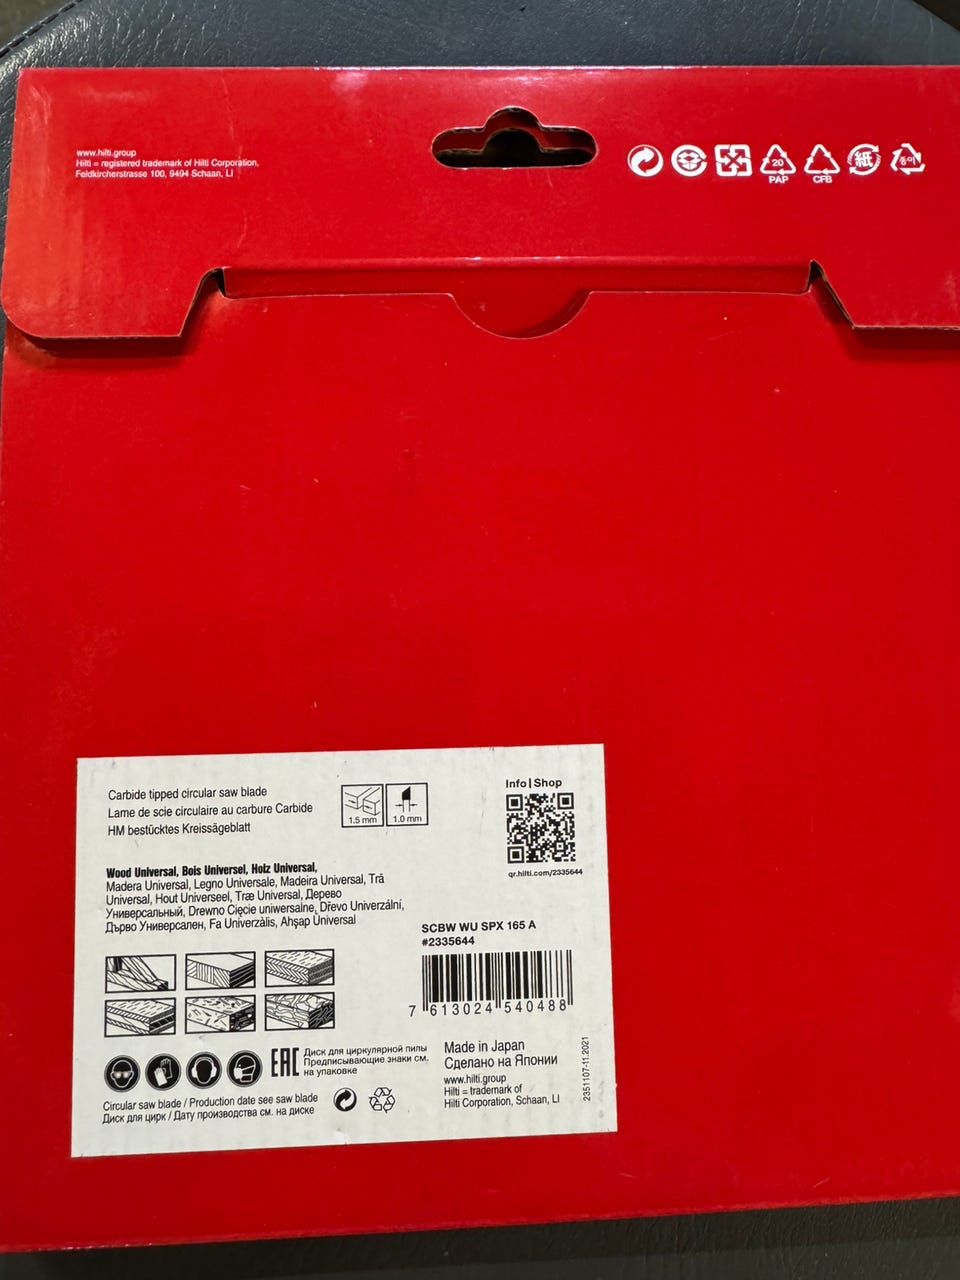 www.hilti.group
Hilti = registered trademark of Hilti Corporation,
Feldkircherstrasse 100, 9494 Schaan, LI
20
PAP
CFB
紙
종이
Carbide tipped circular saw blade
Lame de scie circulaire au carbure Carbide
HM bestücktes Kreissägeblatt
1.5 mm
1.0 mm
Info|Shop
qr.hilti.com/2335644
Wood Universal, Bois Universel, Holz Universal,
Madera Universal, Legno Universale, Madeira Universal, Trä
Universal, Hout Universeel, Træ Universal, Дерево
Универсальный, Drewno Cięcie uniwersalne, Dřevo Univerzální,
Дърво Универсален, Fa Univerzális, Ahşap Universal
SCBW WU SPX 165 A
#2335644
7 613024 540488
EAC
Диск для циркулярной пилы
Предписывающие знаки см.
на упаковке
Circular saw blade / Production date see saw blade
Диск для цирк / Дату производства см. на диске
Made in Japan
Сделано на Японии
www.hilti.group
Hilti = trademark of
Hilti Corporation, Schaan, LI
2351107-11.2021